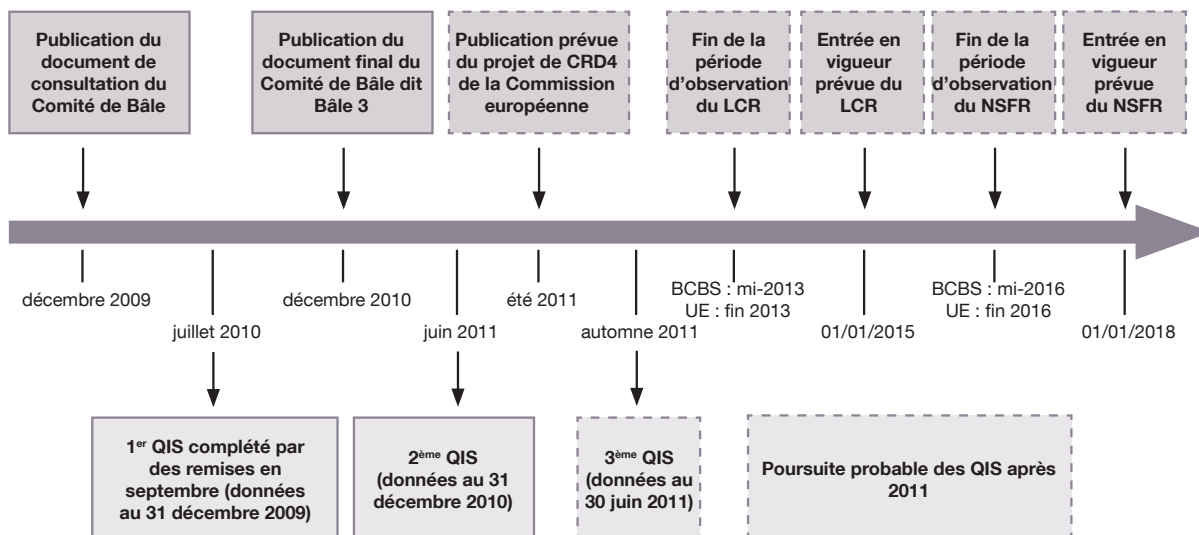 Publication du
document de
consultation du
Comité de Bâle
Publication du
document final du
Comité de Bâle dit
Bâle 3
Publication prévue
du projet de CRD4
de la Commission
européenne
Fin de la
période
d’observation
du LCR
Entrée en
vigueur
prévue du
LCR
Fin de la
période
d’observation
du NSFR
Entrée en
vigueur
prévue
du NSFR
décembre 2009
juillet 2010
décembre 2010
juin 2011
été 2011
automne 2011
BCBS : mi-2013
UE : fin 2013
01/01/2015
BCBS : mi-2016
UE : fin 2016
01/01/2018
1er QIS complété par
des remises en
septembre (données
au 31 décembre 2009)
2ème QIS
(données au 31
décembre 2010)
3ème QIS
(données au
30 juin 2011)
Poursuite probable des QIS après
2011